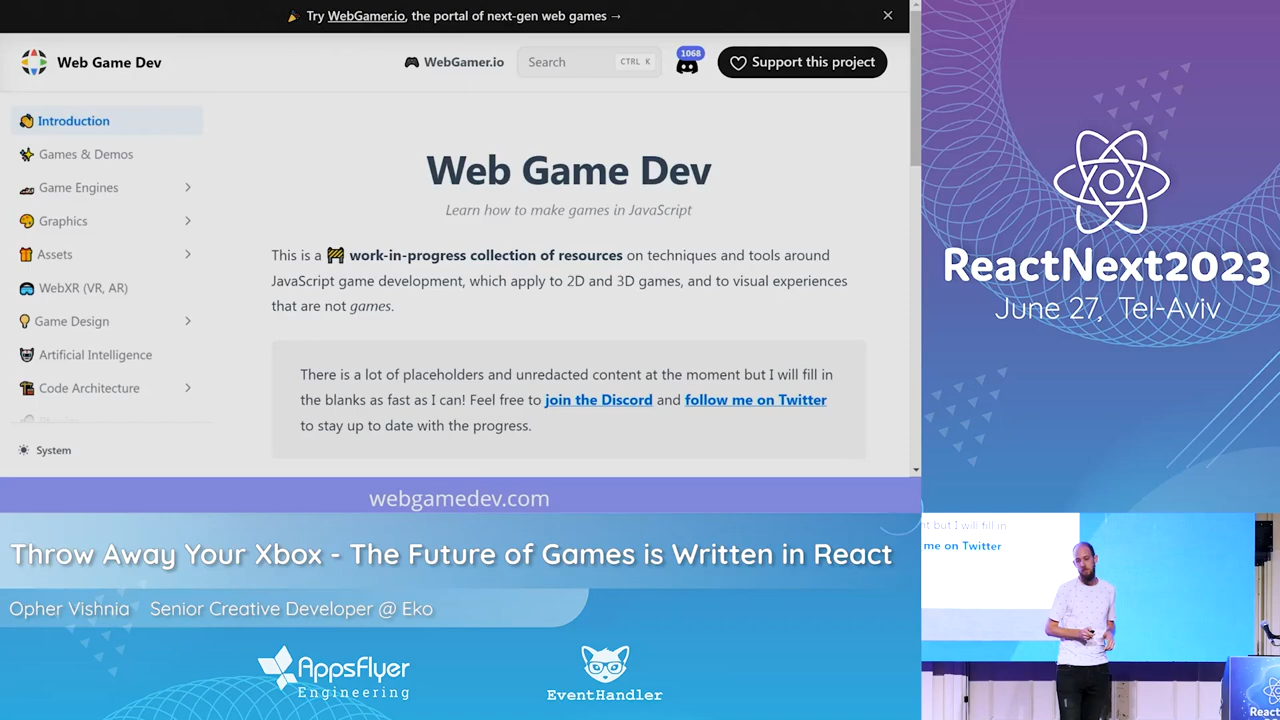 🎉 Try WebGamer.io, the portal of next-gen web games →
Web Game Dev
WebGamer.io
Search
CTRL K
1068
Support this project
Introduction
Games & Demos
Game Engines
Graphics
Assets
WebXR (VR, AR)
Game Design
Artificial Intelligence
Code Architecture
System
Web Game Dev
Learn how to make games in JavaScript
This is a 🚧 work-in-progress collection of resources on techniques and tools around
JavaScript game development, which apply to 2D and 3D games, and to visual experiences
that are not games.
There is a lot of placeholders and unredacted content at the moment but I will fill in
the blanks as fast as I can! Feel free to join the Discord and follow me on Twitter
to stay up to date with the progress.
webgamedev.com
Throw Away Your Xbox - The Future of Games is Written in React
Opher Vishnia Senior Creative Developer @ Eko
AppsFlyer
Engineering
EventHandler
ReactNext2023
June 27, Tel-Aviv
nt but I will fill in
me on Twitter
React